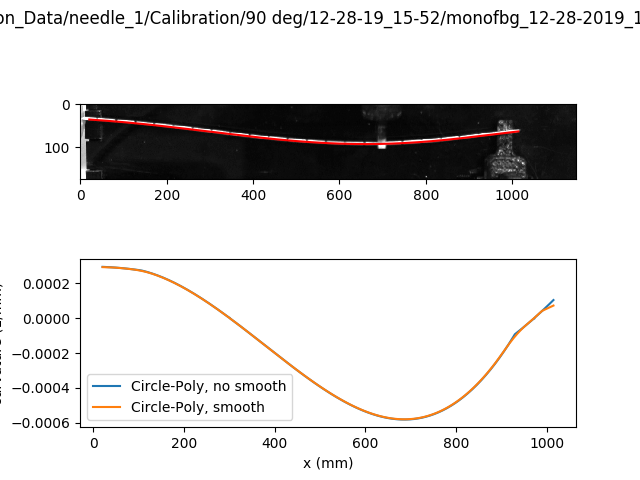 on_Data/needle_1/Calibration/90 deg/12-28-19_15-52/monofbg_12-28-2019_1
0
100
0 200 400 600 800 1000
0.0002
0.0000
−0.0002
−0.0004
−0.0006
Circle-Poly, no smooth
Circle-Poly, smooth
0 200 400 600 800 1000
x (mm)